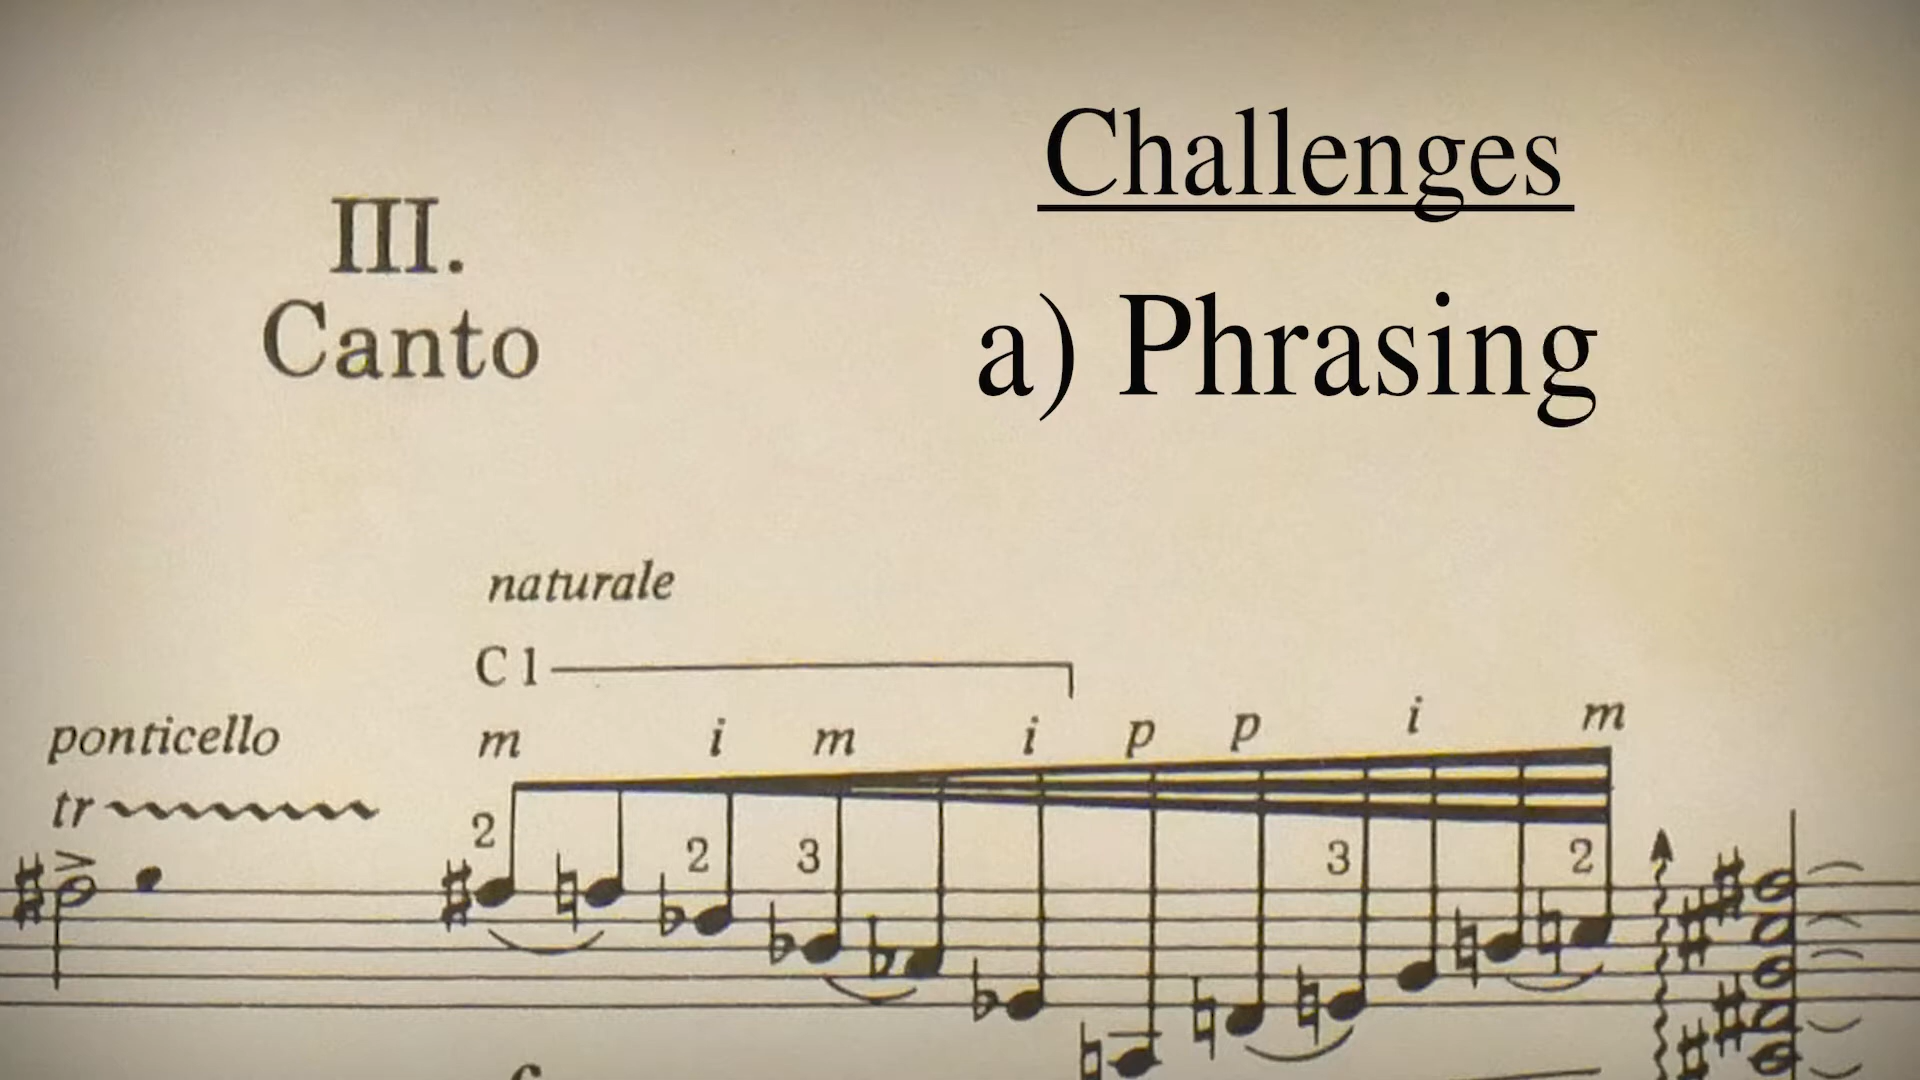 Challenges
a) Phrasing
III.
Canto
naturale
C 1
ponticello
m i m i p p i m
tr
2 2 3 3 2